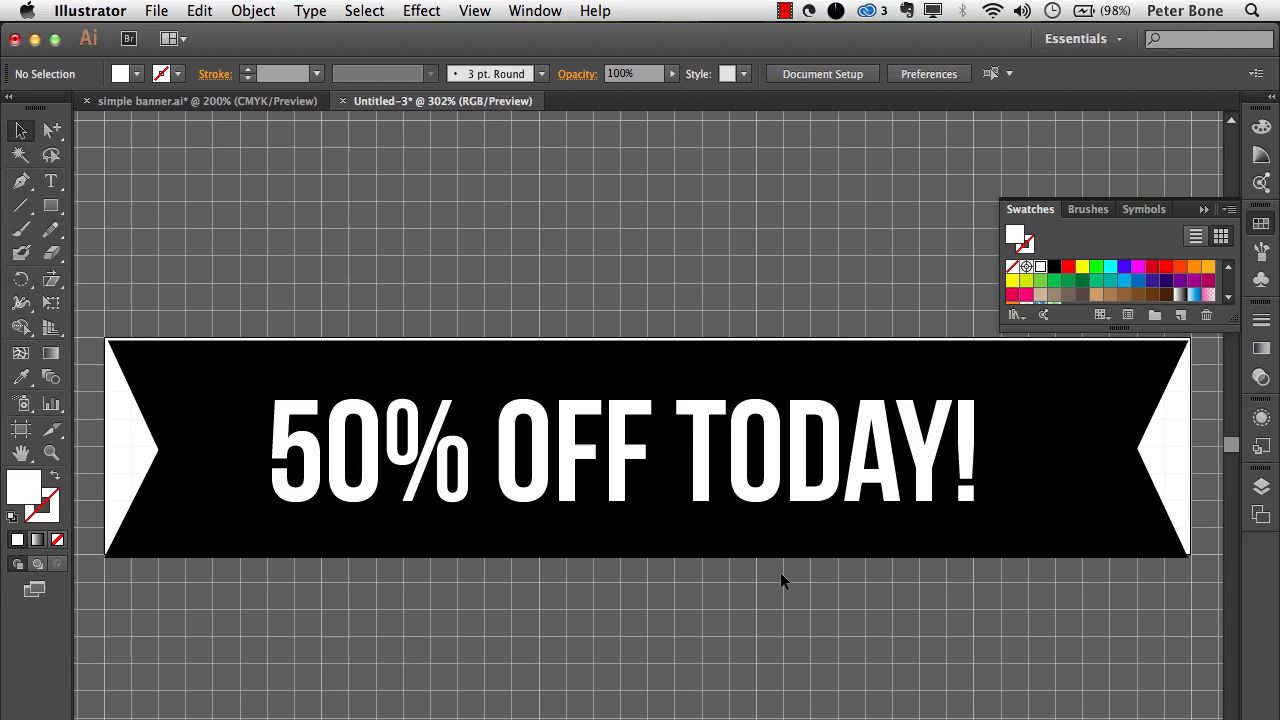 Illustrator File Edit Object Type Select Effect View Window Help 3 (98%) Peter Bone
Ai Br Essentials
No Selection Stroke: 3 pt. Round Opacity: 100% Style: Document Setup Preferences
simple banner.ai* @ 200% (CMYK/Preview) Untitled-3* @ 302% (RGB/Preview)
Swatches Brushes Symbols
50% OFF TODAY!